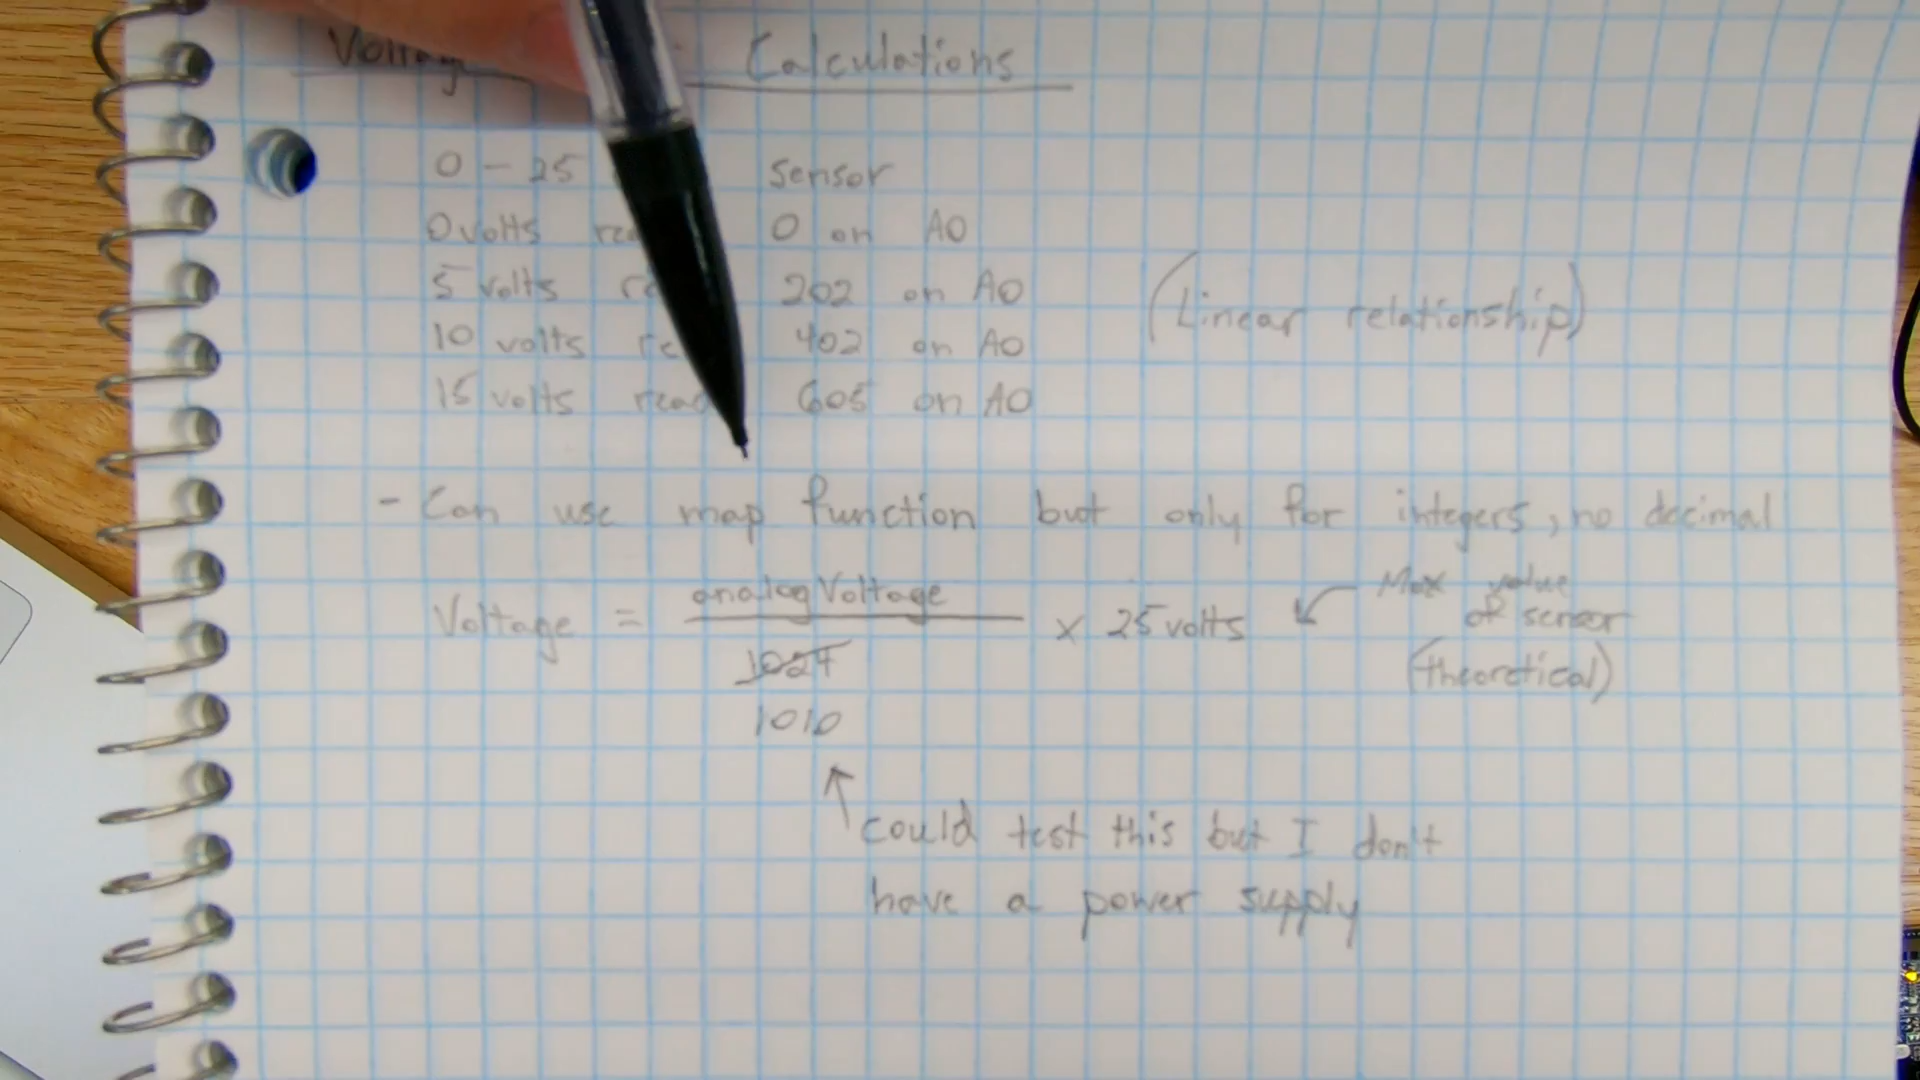 Calculations
0 - 25 sensor
0 volts 0 on A0
5 volts 202 on A0
10 volts 402 on A0
15 volts 605 on A0
(Linear relationship)
- Can use map function but only for integers, no decimal
Voltage = analogVoltage x 25 volts
1024
1010
Max value
of sensor
(theoretical)
could test this but I don't
have a power supply